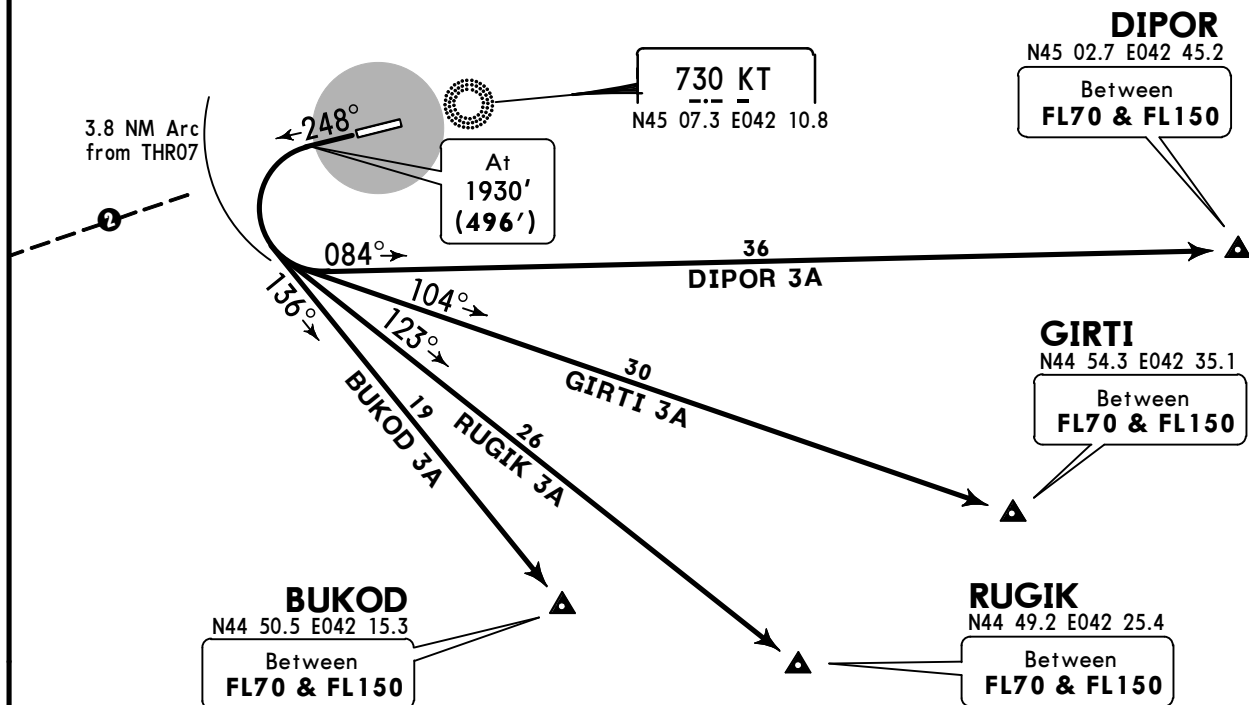 DIPOR
N45 02.7 E042 45.2
Between
FL70 & FL150
730 KT
N45 07.3 E042 10.8
3.8 NM Arc
from THR07
248°
At
1930'
(496')
2
084°
36
DIPOR 3A
136°
104°
123°
30
GIRTI 3A
GIRTI
N44 54.3 E042 35.1
Between
FL70 & FL150
19
BUKOD 3A
26
RUGIK 3A
BUKOD
N44 50.5 E042 15.3
Between
FL70 & FL150
RUGIK
N44 49.2 E042 25.4
Between
FL70 & FL150